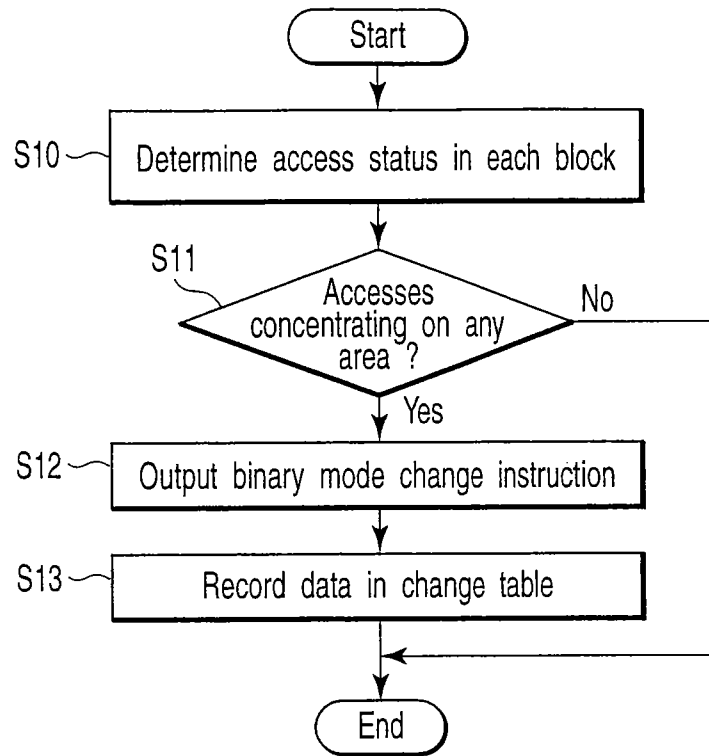 Start
S10
Determine access status in each block
S11
Accesses
concentrating on any
area ?
No
Yes
S12
Output binary mode change instruction
S13
Record data in change table
End